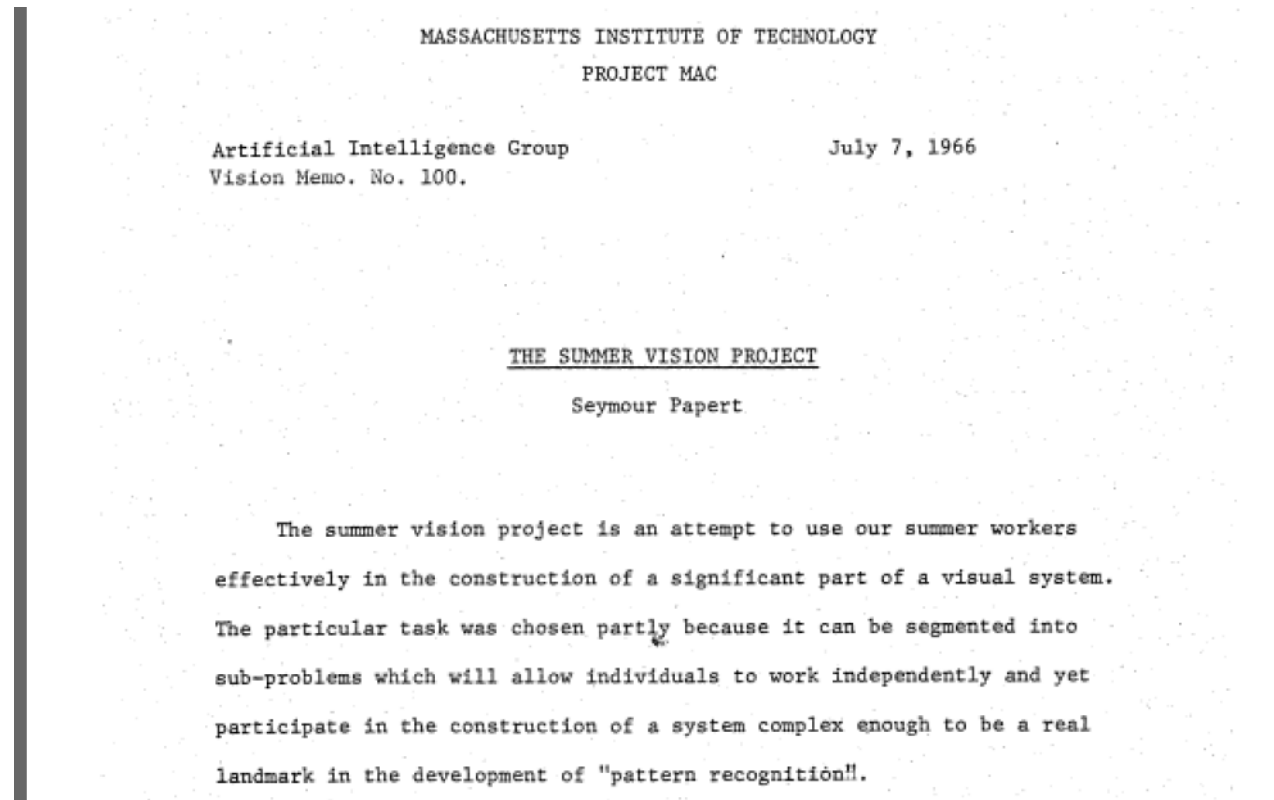 MASSACHUSETTS INSTITUTE OF TECHNOLOGY
PROJECT MAC
Artificial Intelligence Group July 7, 1966
Vision Memo. No. 100.
THE SUMMER VISION PROJECT
Seymour Papert
The summer vision project is an attempt to use our summer workers
effectively in the construction of a significant part of a visual system.
The particular task was chosen partly because it can be segmented into
sub-problems which will allow individuals to work independently and yet
participate in the construction of a system complex enough to be a real
landmark in the development of "pattern recognition".